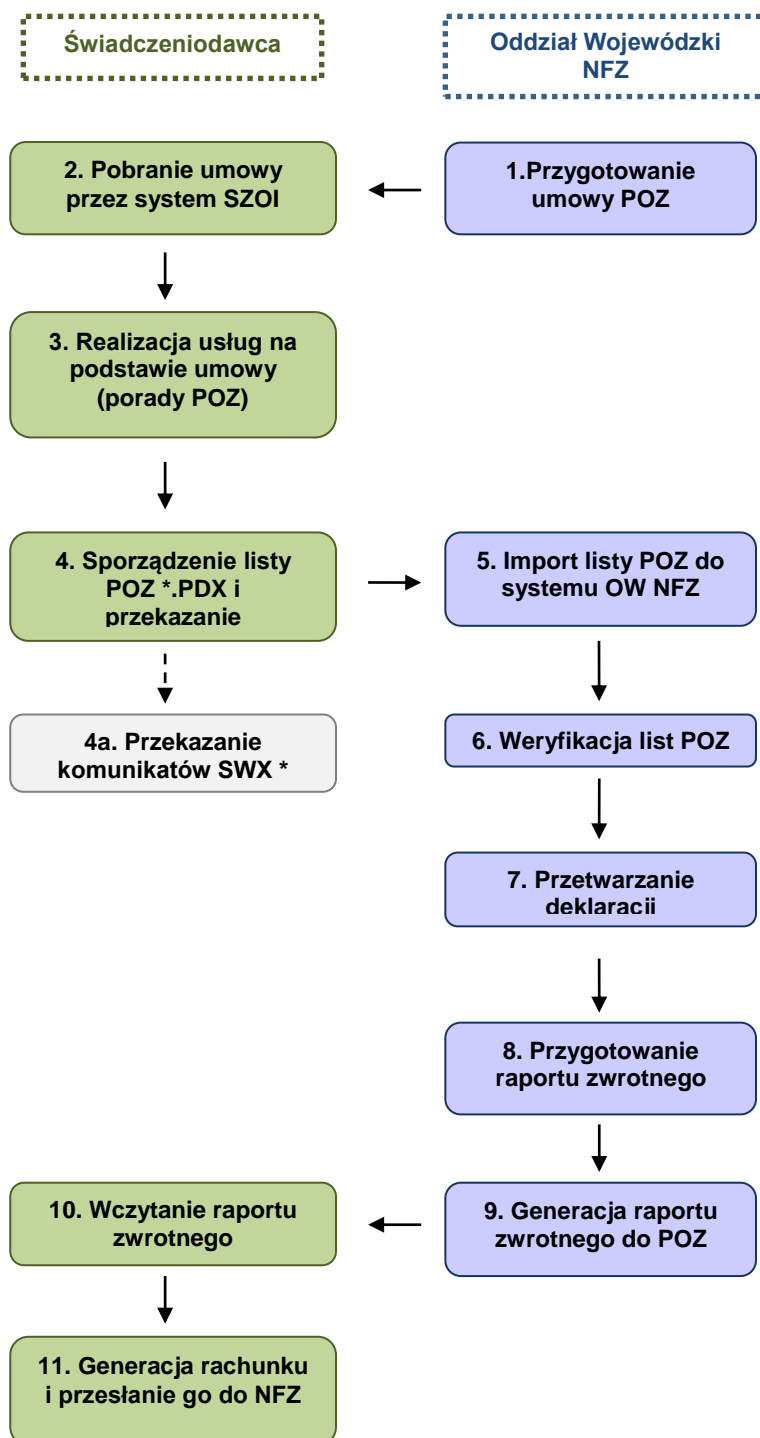 Świadczeniodawca
Oddział Wojewódzki
NFZ
1.Przygotowanie
umowy POZ
2. Pobranie umowy
przez system SZOI
3. Realizacja usług na
podstawie umowy
(porady POZ)
4. Sporządzenie listy
POZ *.PDX i
przekazanie
5. Import listy POZ do
systemu OW NFZ
4a. Przekazanie
komunikatów SWX *
6. Weryfikacja list POZ
7. Przetwarzanie
deklaracji
8. Przygotowanie
raportu zwrotnego
9. Generacja raportu
zwrotnego do POZ
10. Wczytanie raportu
zwrotnego
11. Generacja rachunku
i przesłanie go do NFZ